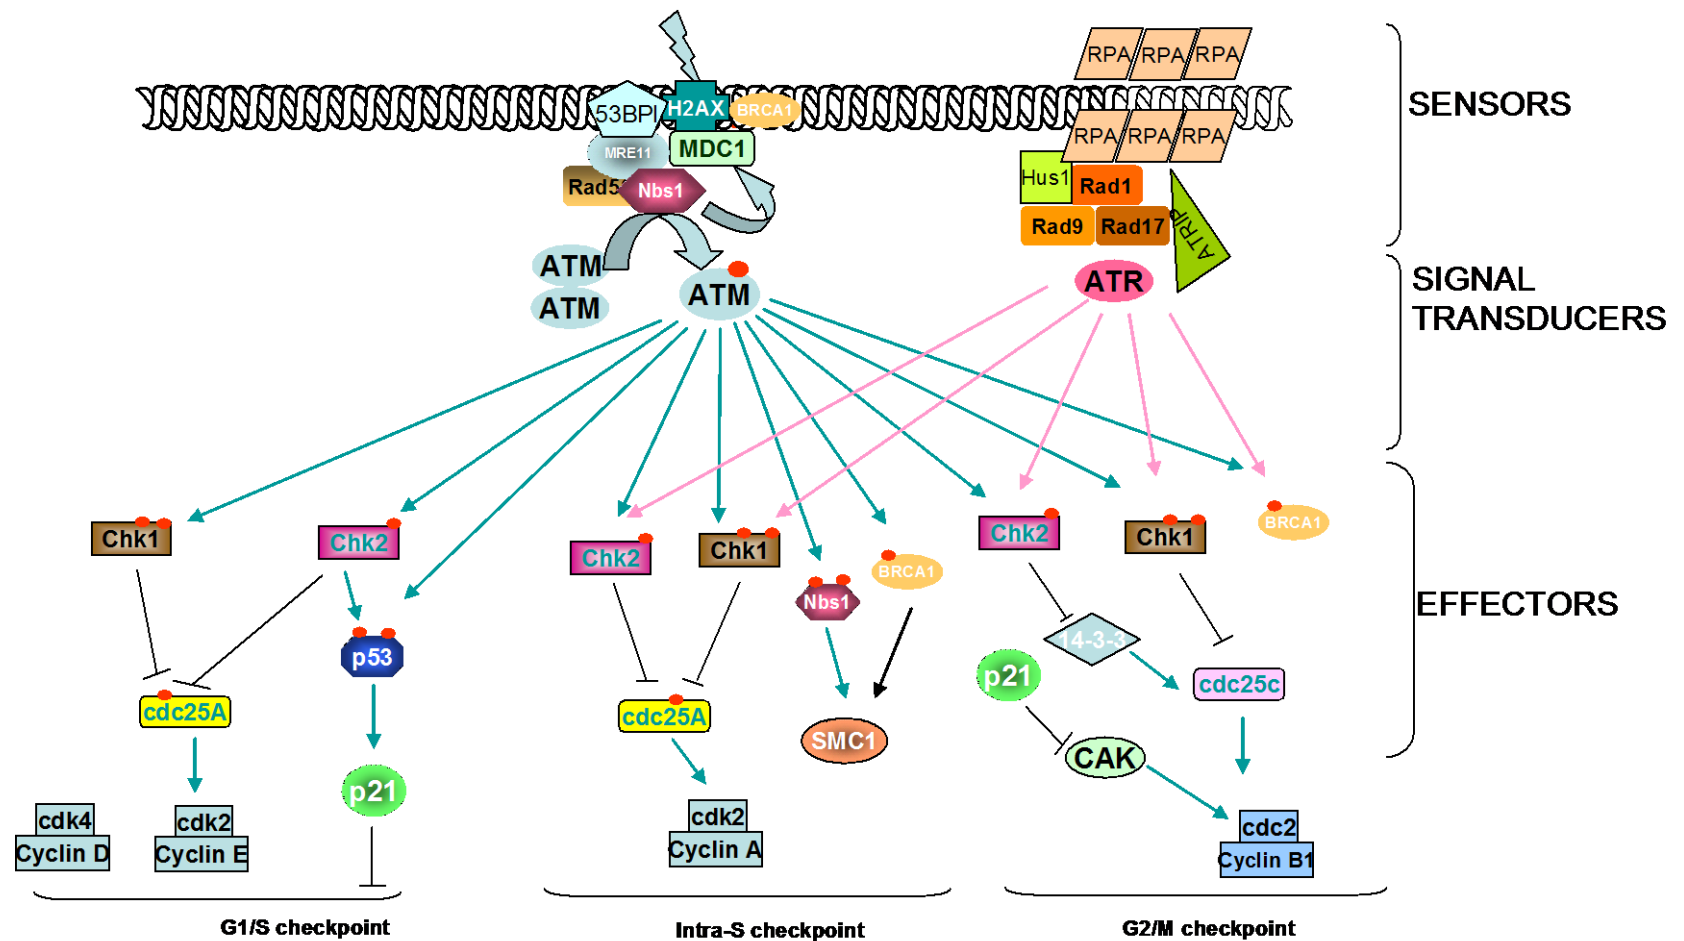 RPA RPA RPA
SENSORS
53BPI
H2AX
BRCA1
RPA RPA RPA
MRE11
MDC1
Hus1
Rad1
Rad5
Nbs1
Rad9
Rad17
ATRIP
ATM
ATM
ATM
ATR
SIGNAL
TRANSDUCERS
Chk1
Chk2
Chk2
Chk1
Nbs1
BRCA1
Chk2
Chk1
BRCA1
EFFECTORS
p53
cdc25A
p21
cdc25A
SMC1
14-3-3
p21
cdc25c
CAK
cdk4
Cyclin D
cdk2
Cyclin E
cdk2
Cyclin A
cdc2
Cyclin B1
G1/S checkpoint
Intra-S checkpoint
G2/M checkpoint